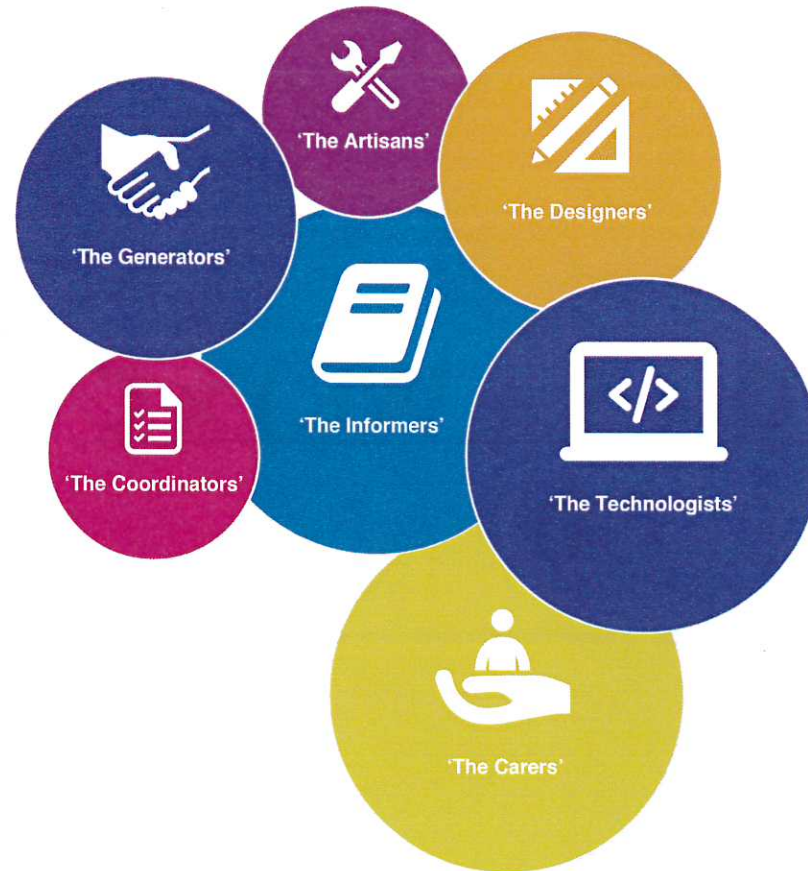 'The Artisans'
'The Designers'
'The Generators'
'The Informers'
'The Coordinators'
'The Technologists'
'The Carers'